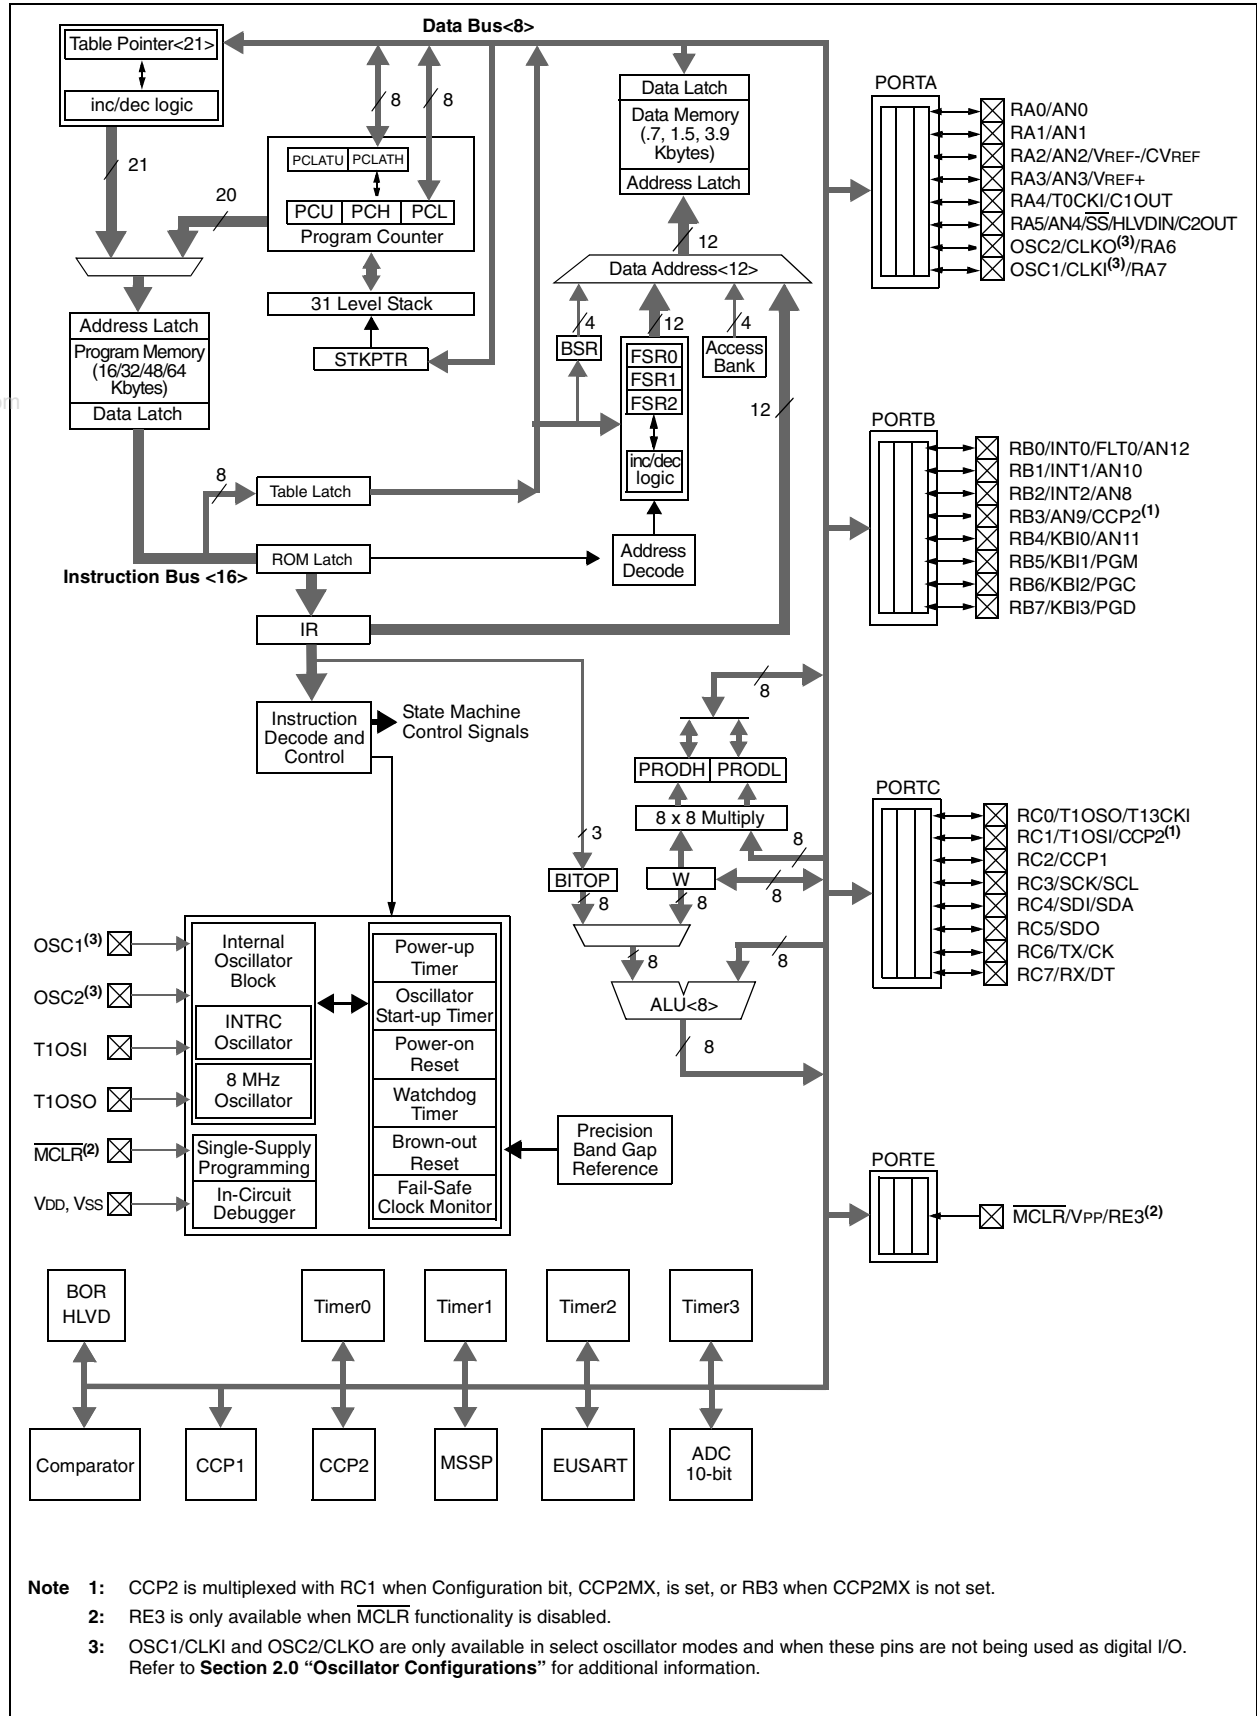 Data Bus<8>
Table Pointer<21>
inc/dec logic
21
20
8
8
PCLATU PCLATH
PCU PCH PCL
Program Counter
31 Level Stack
STKPTR
Address Latch
Program Memory
(16/32/48/64
Kbytes)
Data Latch
8
Table Latch
ROM Latch
Instruction Bus <16>
IR
Data Latch
Data Memory
(.7, 1.5, 3.9
Kbytes)
Address Latch
12
Data Address<12>
4
12
4
BSR
FSR0
FSR1
FSR2
inc/dec
logic
Access
Bank
12
Address
Decode
Instruction
Decode and
Control
State Machine
Control Signals
8
PRODH PRODL
8 x 8 Multiply
3
8
BITOP
W
8
8
8
8
8
ALU<8>
8
OSC1(3)
OSC2(3)
T1OSI
T1OSO
MCLR(2)
VDD, VSS
Internal
Oscillator
Block
INTRC
Oscillator
8 MHz
Oscillator
Single-Supply
Programming
In-Circuit
Debugger
Power-up
Timer
Oscillator
Start-up Timer
Power-on
Reset
Watchdog
Timer
Brown-out
Reset
Fail-Safe
Clock Monitor
Precision
Band Gap
Reference
PORTA
RA0/AN0
RA1/AN1
RA2/AN2/VREF-/CVREF
RA3/AN3/VREF+
RA4/T0CKI/C1OUT
RA5/AN4/SS/HLVDIN/C2OUT
OSC2/CLKO(3)/RA6
OSC1/CLKI(3)/RA7
PORTB
RB0/INT0/FLT0/AN12
RB1/INT1/AN10
RB2/INT2/AN8
RB3/AN9/CCP2(1)
RB4/KBI0/AN11
RB5/KBI1/PGM
RB6/KBI2/PGC
RB7/KBI3/PGD
PORTC
RC0/T1OSO/T13CKI
RC1/T1OSI/CCP2(1)
RC2/CCP1
RC3/SCK/SCL
RC4/SDI/SDA
RC5/SDO
RC6/TX/CK
RC7/RX/DT
PORTE
MCLR/VPP/RE3(2)
BOR
HLVD
Timer0
Timer1
Timer2
Timer3
Comparator
CCP1
CCP2
MSSP
EUSART
ADC
10-bit
Note 1: CCP2 is multiplexed with RC1 when Configuration bit, CCP2MX, is set, or RB3 when CCP2MX is not set.
2: RE3 is only available when MCLR functionality is disabled.
3: OSC1/CLKI and OSC2/CLKO are only available in select oscillator modes and when these pins are not being used as digital I/O.
Refer to Section 2.0 “Oscillator Configurations” for additional information.